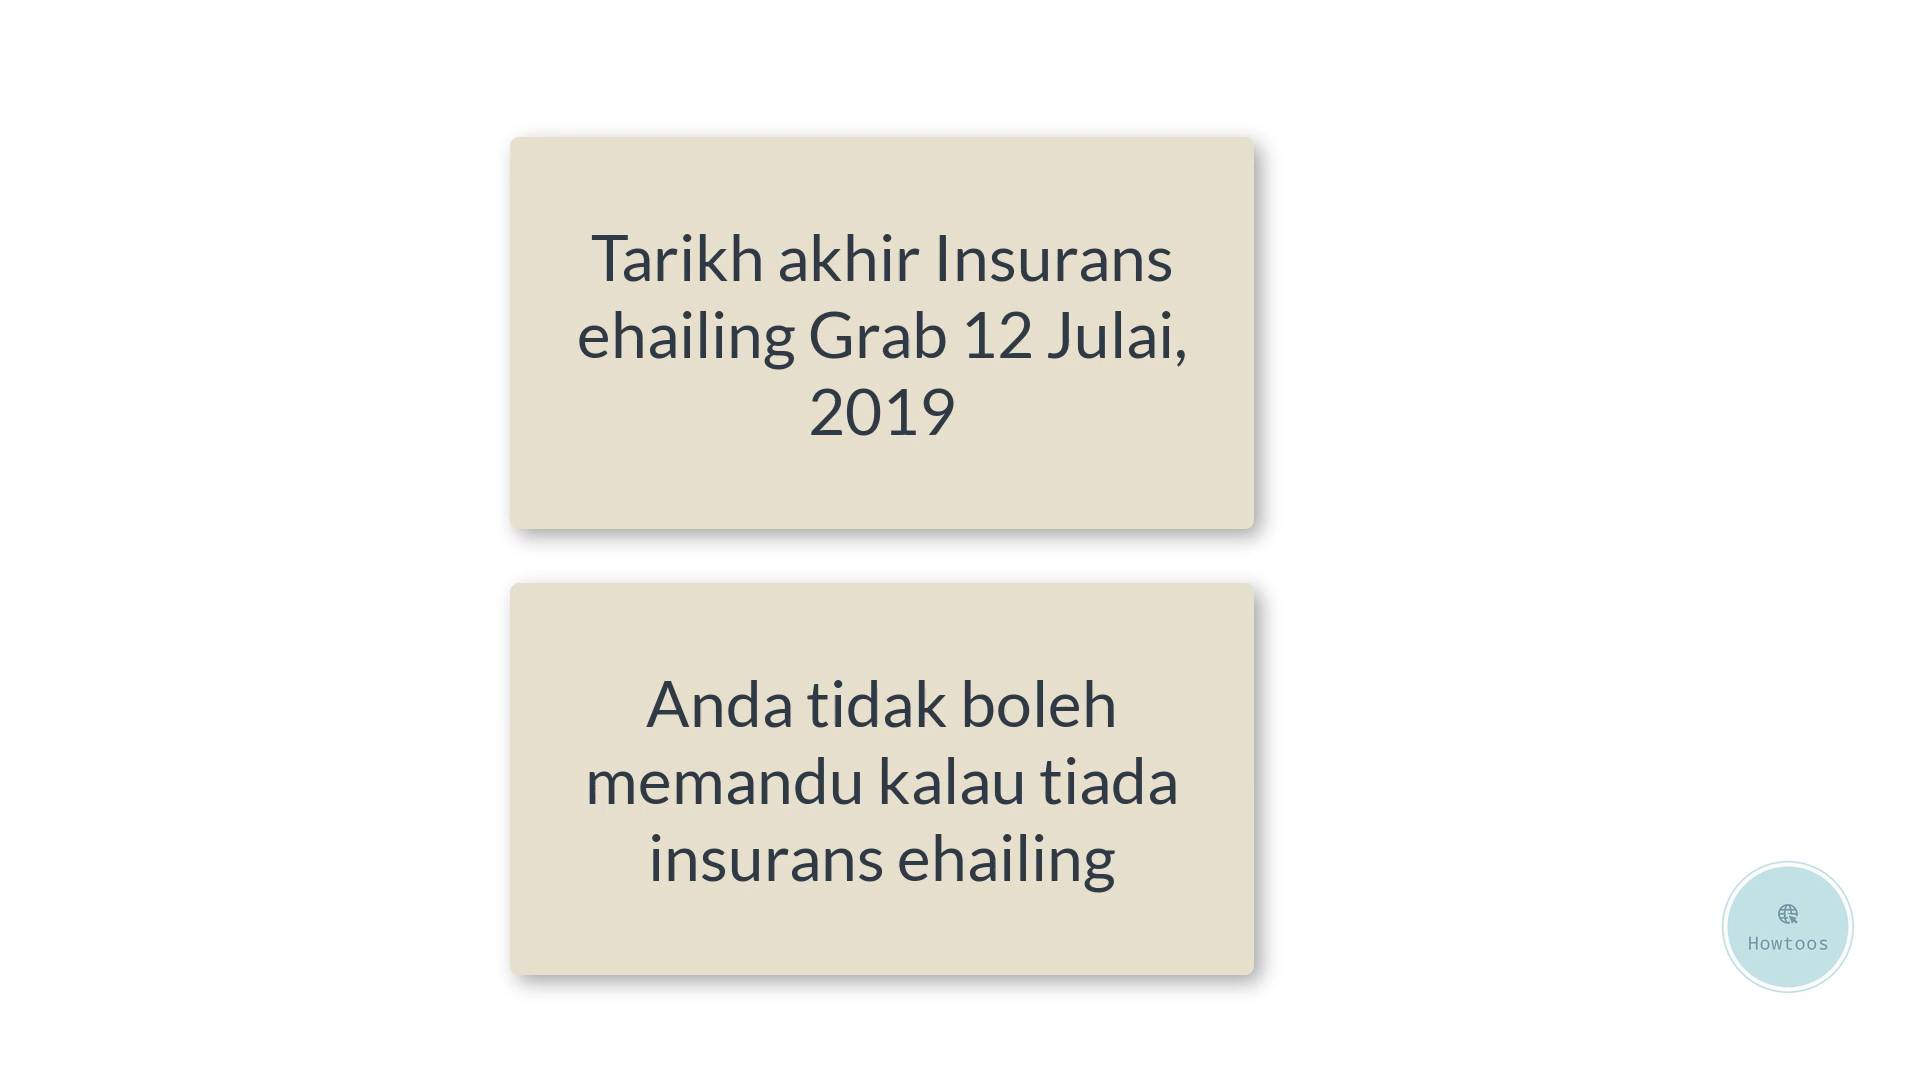 Tarikh akhir Insurans
ehailing Grab 12 Julai,
2019
Anda tidak boleh
memandu kalau tiada
insurans ehailing
Howtoos